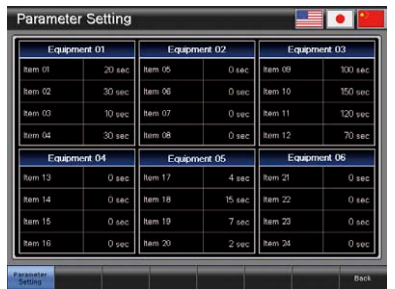 Parameter Setting
Equipment 01 Equipment 02 Equipment 03
Item 01 20 sec Item 05 0 sec Item 09 100 sec
Item 02 30 sec Item 06 0 sec Item 10 150 sec
Item 03 10 sec Item 07 0 sec Item 11 120 sec
Item 04 30 sec Item 08 0 sec Item 12 70 sec
Equipment 04 Equipment 05 Equipment 06
Item 13 0 sec Item 17 4 sec Item 21 0 sec
Item 14 0 sec Item 18 15 sec Item 22 0 sec
Item 15 0 sec Item 19 7 sec Item 23 0 sec
Item 16 0 sec Item 20 2 sec Item 24 0 sec
Parameter
Setting Back